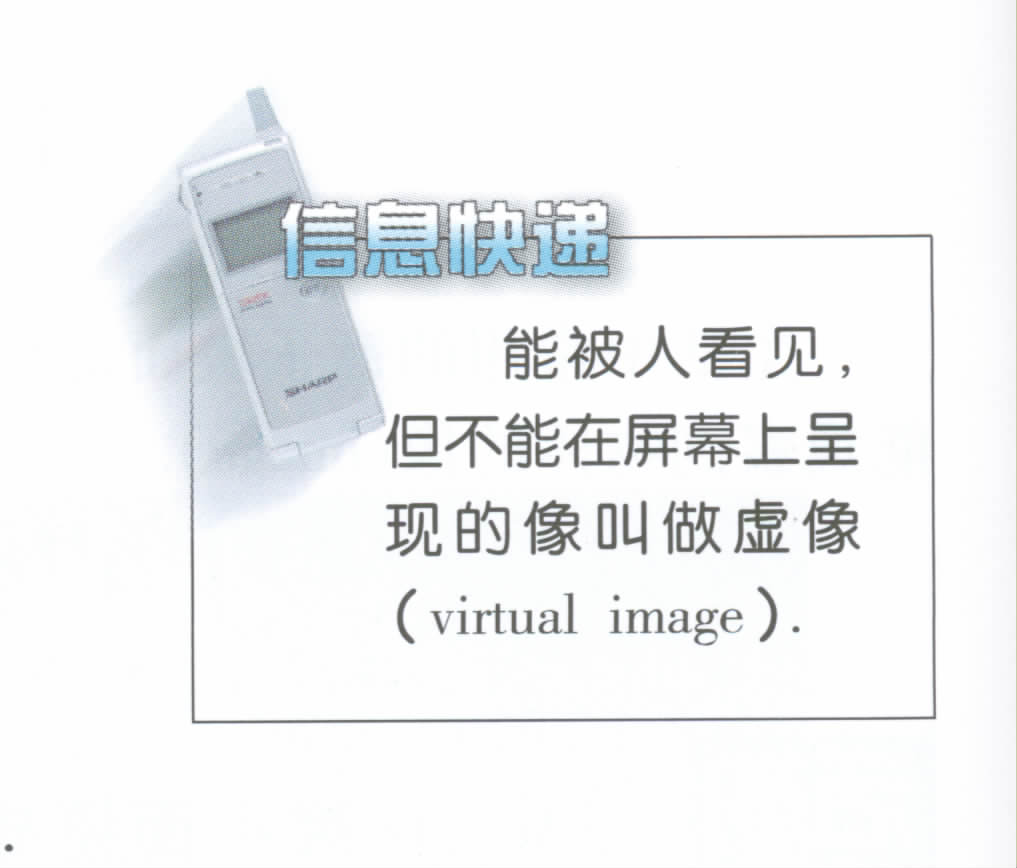 信息快递
SHARP
能被人看见，
但不能在屏幕上呈
现的像叫做虚像
(virtual image).